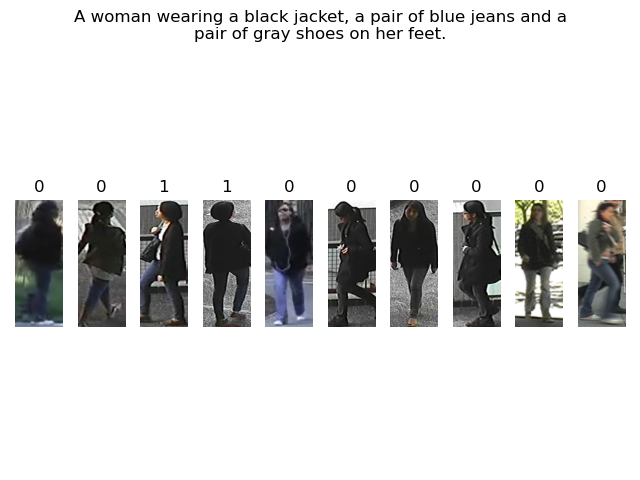 A woman wearing a black jacket, a pair of blue jeans and a
pair of gray shoes on her feet.
0 0 1 1 0 0 0 0 0 0